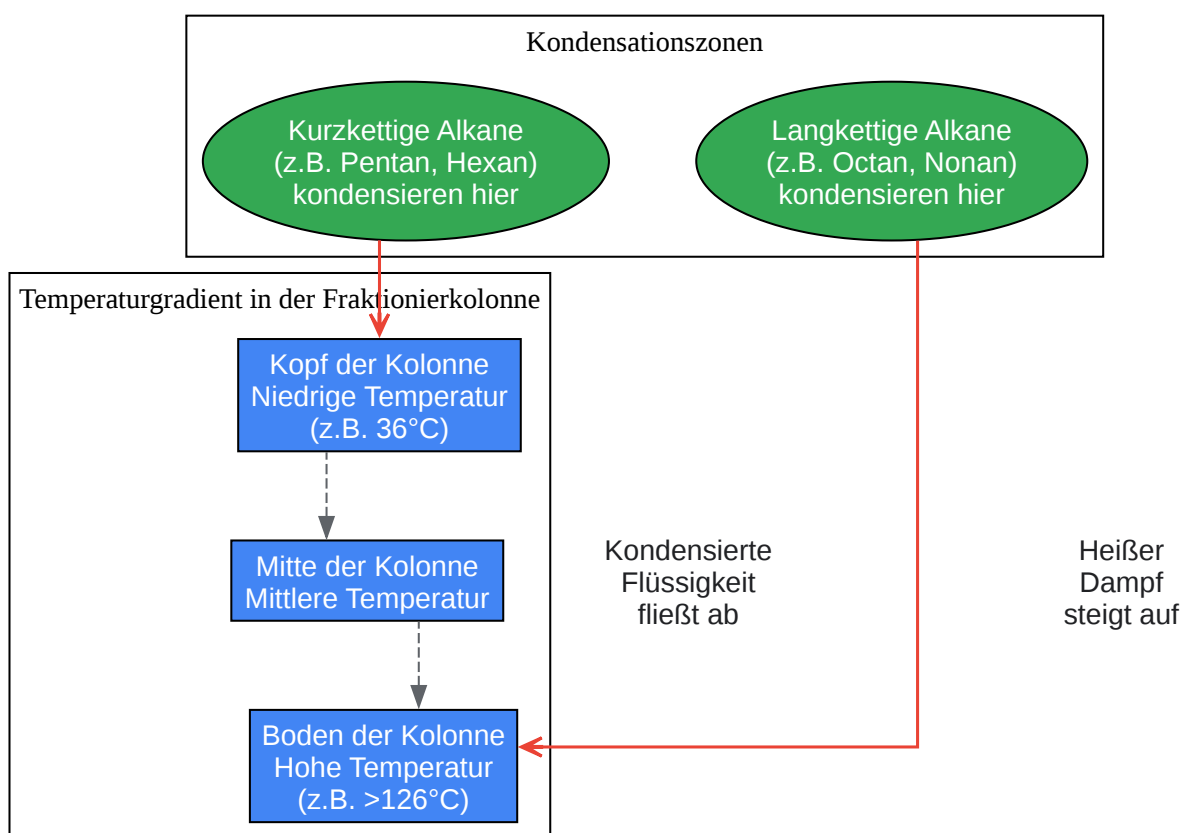 Kondensationszonen
Kurzkettige Alkane
(z.B. Pentan, Hexan)
kondensieren hier
Langkettige Alkane
(z.B. Octan, Nonan)
kondensieren hier
Temperaturgradient in der Fraktionierkolonne
Kopf der Kolonne
Niedrige Temperatur
(z.B. 36°C)
Mitte der Kolonne
Mittlere Temperatur
Kondensierte
Flüssigkeit
fließt ab
Heißer
Dampf
steigt auf
Boden der Kolonne
Hohe Temperatur
(z.B. >126°C)